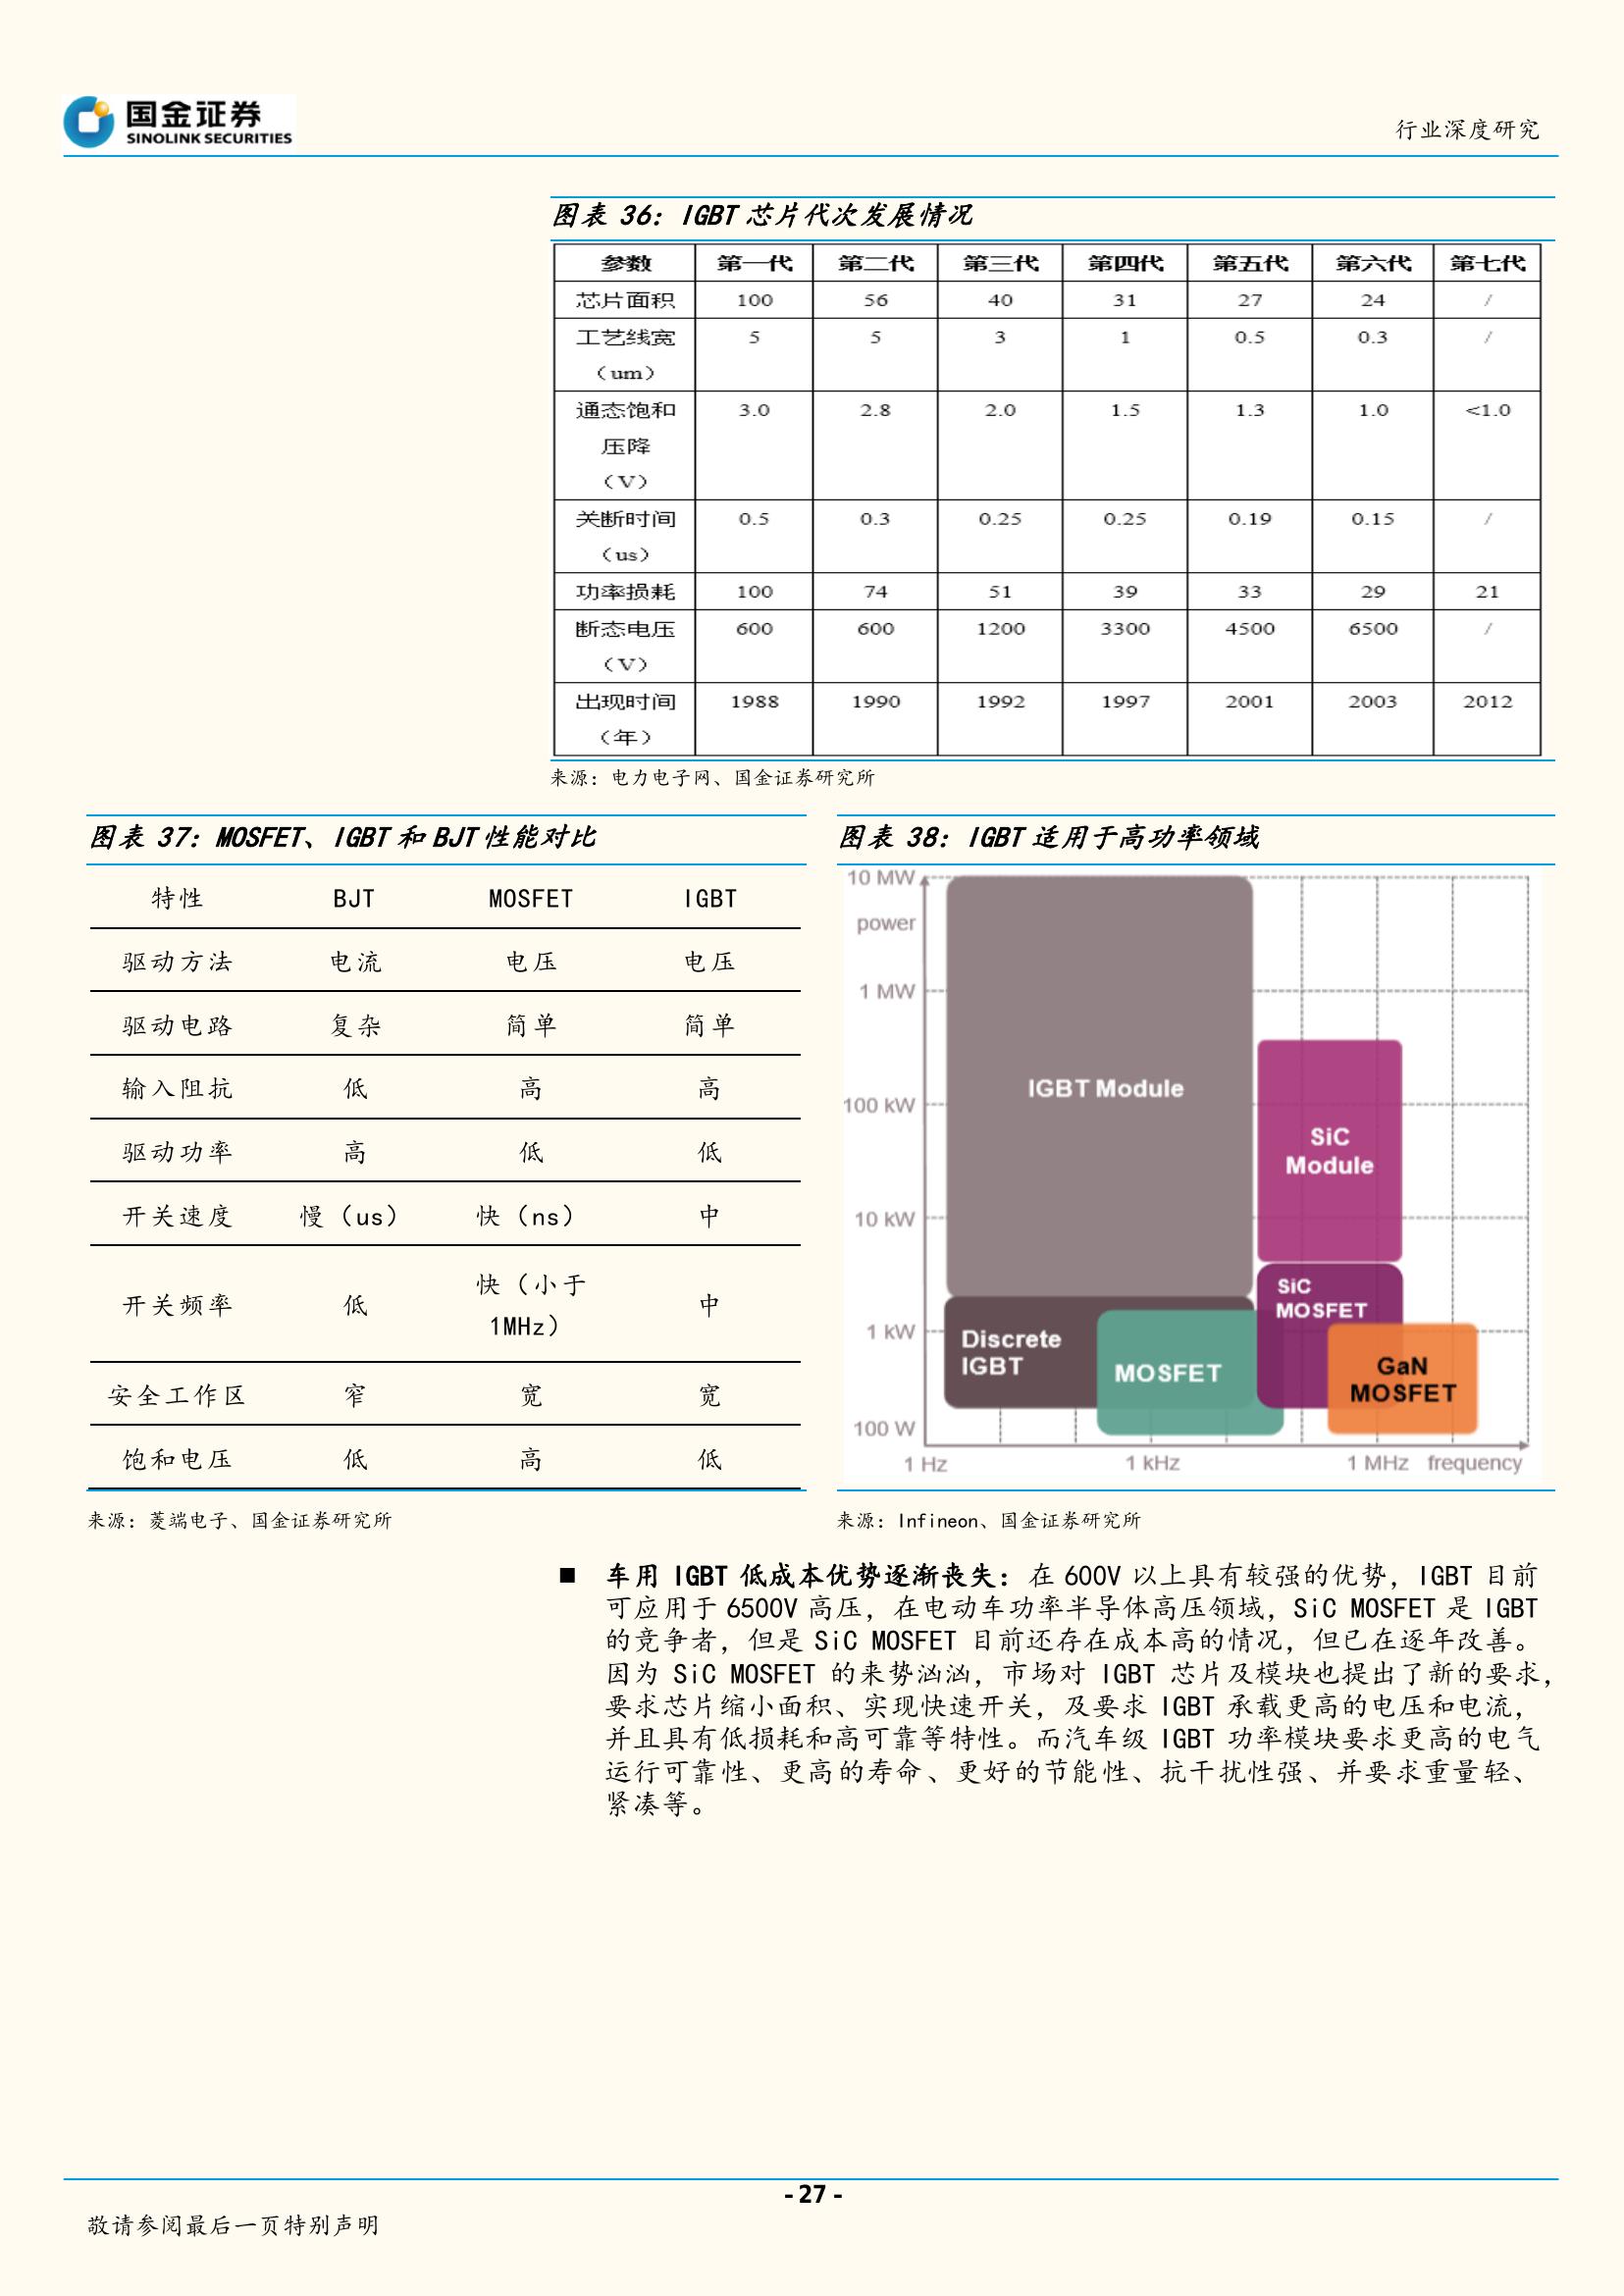 国金证券
SINOLINK SECURITIES
行业深度研究
图表 36：IGBT 芯片代次发展情况
参数 第一代 第二代 第三代 第四代 第五代 第六代 第七代
芯片面积 100 56 40 31 27 24 /
工艺线宽 5 5 3 1 0.5 0.3 /
（um）
通态饱和 3.0 2.8 2.0 1.5 1.3 1.0 <1.0
压降
（V）
关断时间 0.5 0.3 0.25 0.25 0.19 0.15 /
（us）
功率损耗 100 74 51 39 33 29 21
断态电压 600 600 1200 3300 4500 6500 /
（V）
出现时间 1988 1990 1992 1997 2001 2003 2012
（年）
来源：电力电子网、国金证券研究所
图表 37：MOSFET、IGBT 和 BJT 性能对比
特性 BJT MOSFET IGBT
驱动方法 电流 电压 电压
驱动电路 复杂 简单 简单
输入阻抗 低 高 高
驱动功率 高 低 低
开关速度 慢（us） 快（ns） 中
开关频率 低 快（小于 中
1MHz）
安全工作区 窄 宽 宽
饱和电压 低 高 低
来源：菱端电子、国金证券研究所
图表 38：IGBT 适用于高功率领域
10 MW
power
1 MW
100 kW
10 kW
1 kW
100 W
IGBT Module
SiC
Module
SiC
MOSFET
Discrete
IGBT
MOSFET
GaN
MOSFET
1 Hz 1 kHz 1 MHz frequency
来源：Infineon、国金证券研究所
■ 车用 IGBT 低成本优势逐渐丧失：在 600V 以上具有较强的优势，IGBT 目前
可应用于 6500V 高压，在电动车功率半导体高压领域，SiC MOSFET 是 IGBT
的竞争者，但是 SiC MOSFET 目前还存在成本高的情况，但已在逐年改善。
因为 SiC MOSFET 的来势汹汹，市场对 IGBT 芯片及模块也提出了新的要求，
要求芯片缩小面积、实现快速开关，及要求 IGBT 承载更高的电压和电流，
并且具有低损耗和高可靠等特性。而汽车级 IGBT 功率模块要求更高的电气
运行可靠性、更高的寿命、更好的节能性、抗干扰性强、并要求重量轻、
紧凑等。
- 27 -
敬请参阅最后一页特别声明